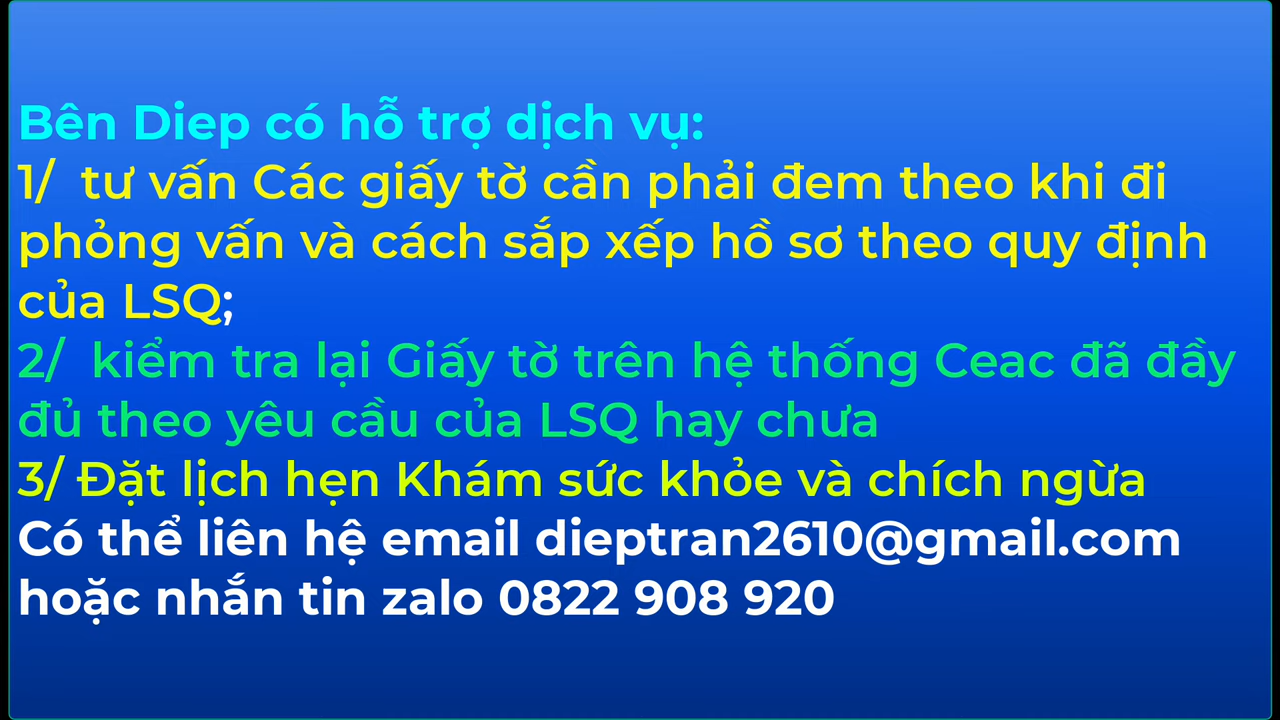 Bên Diep có hỗ trợ dịch vụ:
1/  tư vấn Các giấy tờ cần phải đem theo khi đi
phỏng vấn và cách sắp xếp hồ sơ theo quy định
của LSQ;
2/  kiểm tra lại Giấy tờ trên hệ thống Ceac đã đầy
đủ theo yêu cầu của LSQ hay chưa
3/ Đặt lịch hẹn Khám sức khỏe và chích ngừa
Có thể liên hệ email dieptran2610@gmail.com
hoặc nhắn tin zalo 0822 908 920